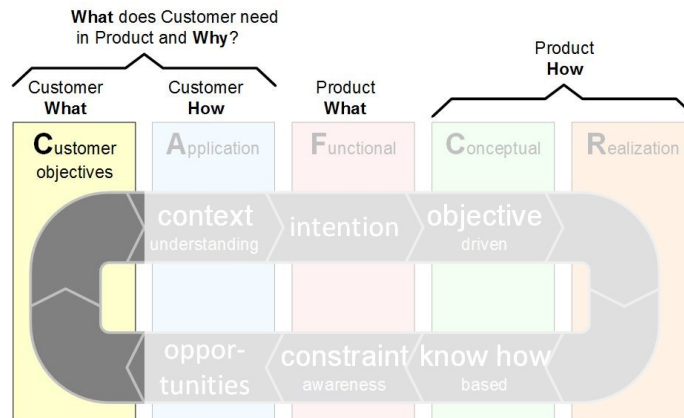 What does Customer need
in Product and Why?
Product
How
Customer
What
Customer
How
Product
What
Customer
objectives
Application
Functional
Conceptual
Realization
context
understanding
intention
objective
driven
oppor-
tunities
constraint
awareness
know how
based